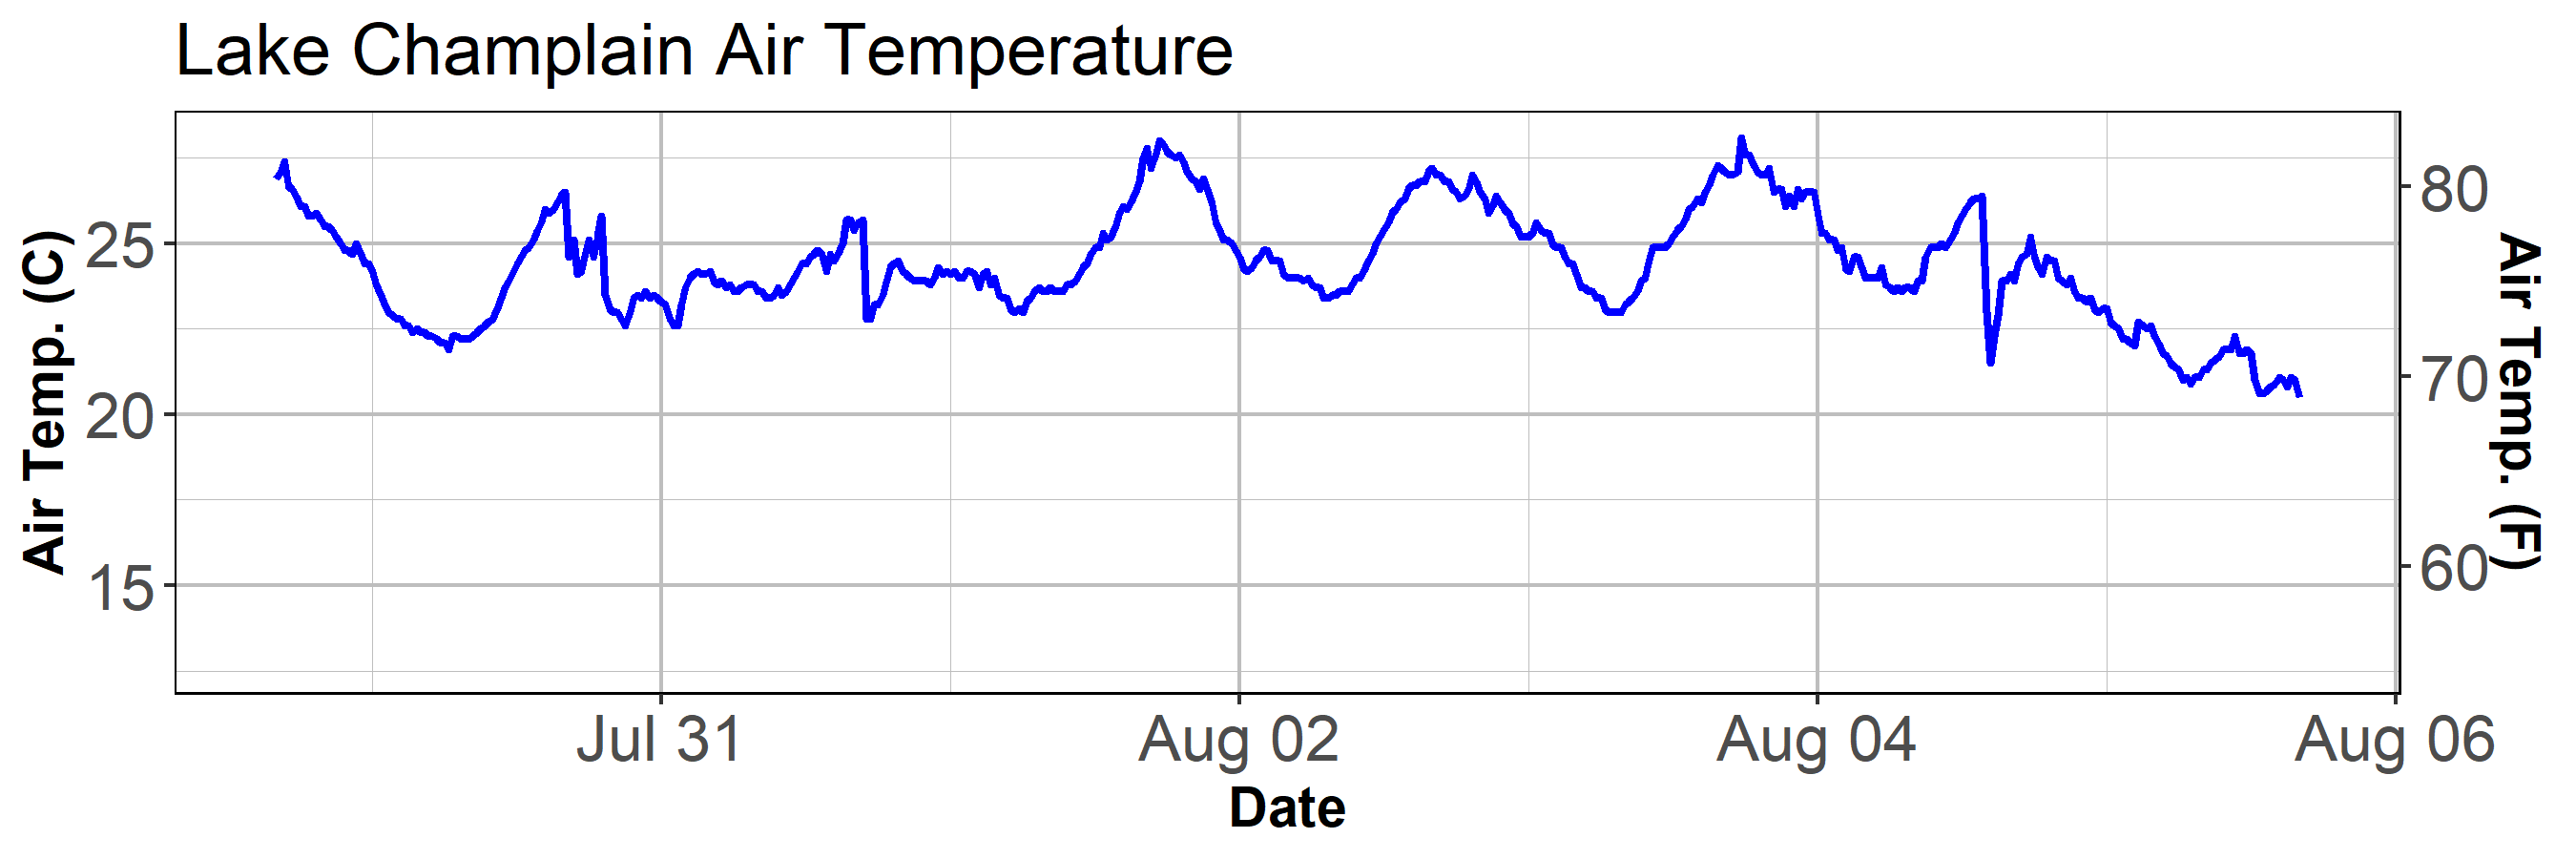 Lake Champlain Air Temperature
Air Temp. (C)
25
20
15
80
70
60
Air Temp. (F)
Jul 31
Aug 02
Aug 04
Aug 06
Date